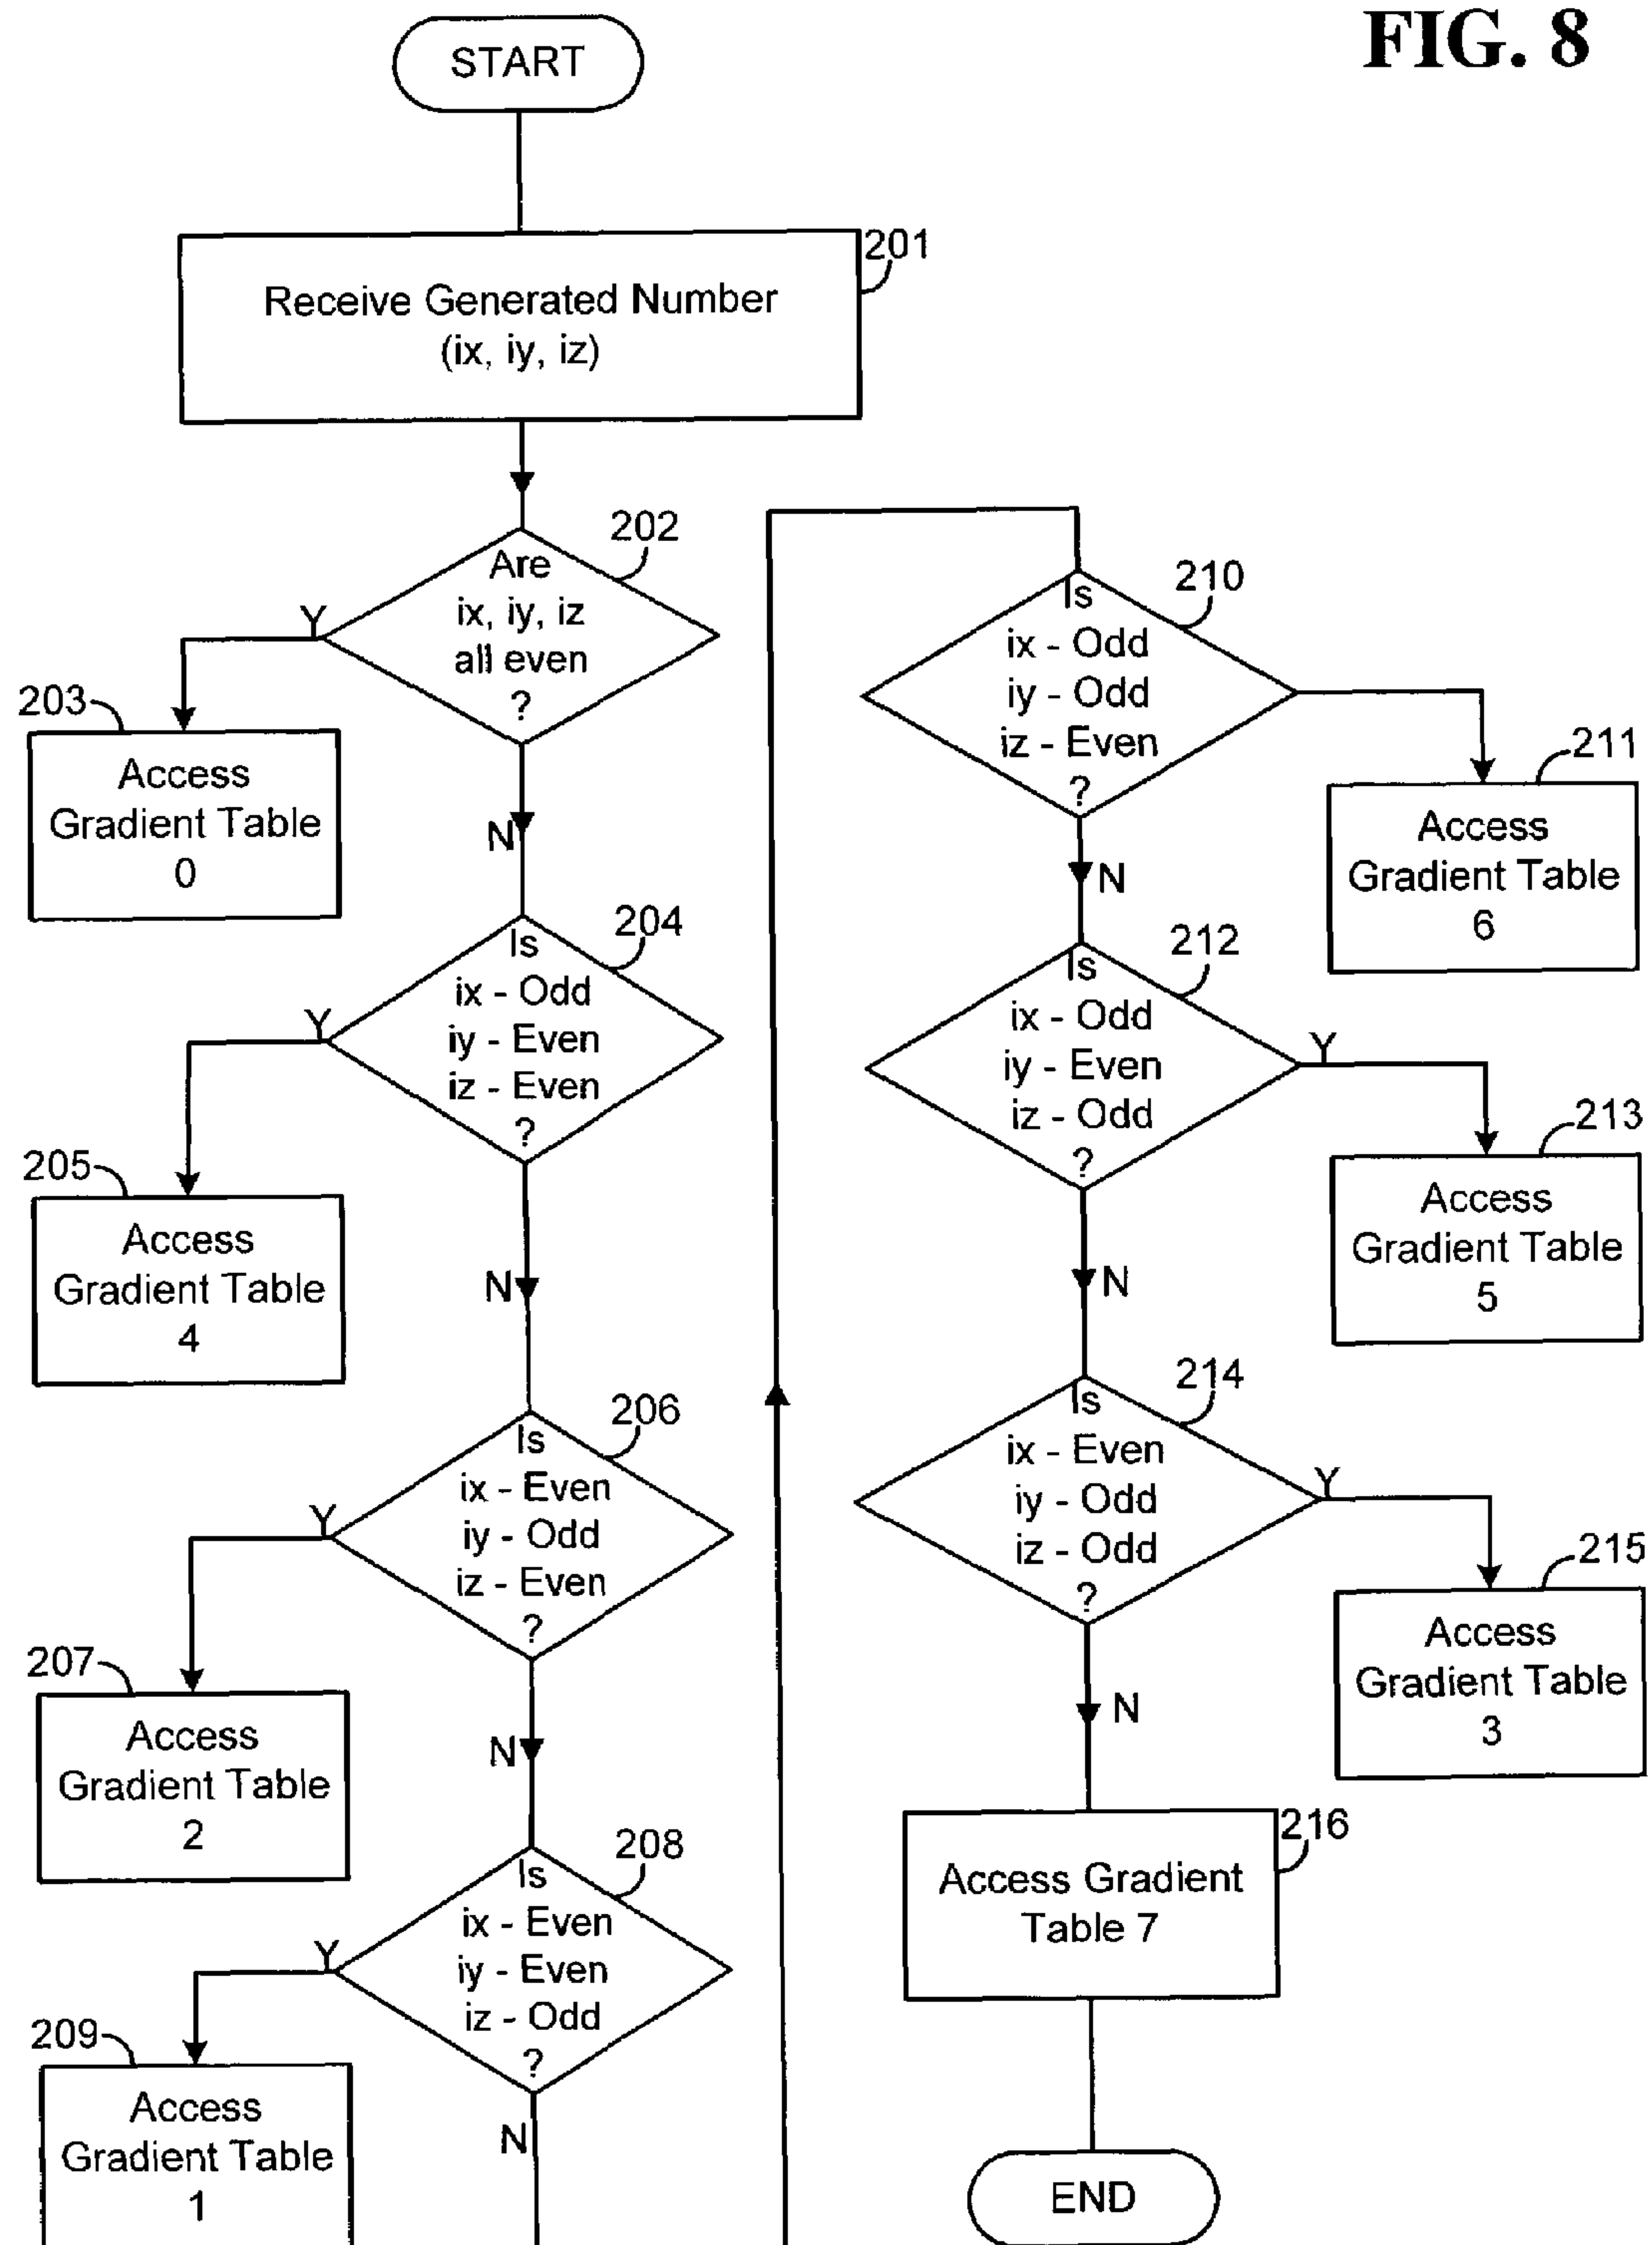 FIG. 8
START
201
Receive Generated Number
(ix, iy, iz)
202
Are
ix, iy, iz
all even
?
Y
203
Access
Gradient Table
0
N
204
Is
ix - Odd
iy - Even
iz - Even
?
Y
205
Access
Gradient Table
4
N
206
Is
ix - Even
iy - Odd
iz - Even
?
Y
207
Access
Gradient Table
2
N
208
Is
ix - Even
iy - Even
iz - Odd
?
Y
209
Access
Gradient Table
1
N
210
Is
ix - Odd
iy - Odd
iz - Even
?
211
Access
Gradient Table
6
N
212
Is
ix - Odd
iy - Even
iz - Odd
?
Y
213
Access
Gradient Table
5
N
214
Is
ix - Even
iy - Odd
iz - Odd
?
Y
215
Access
Gradient Table
3
N
216
Access Gradient
Table 7
END